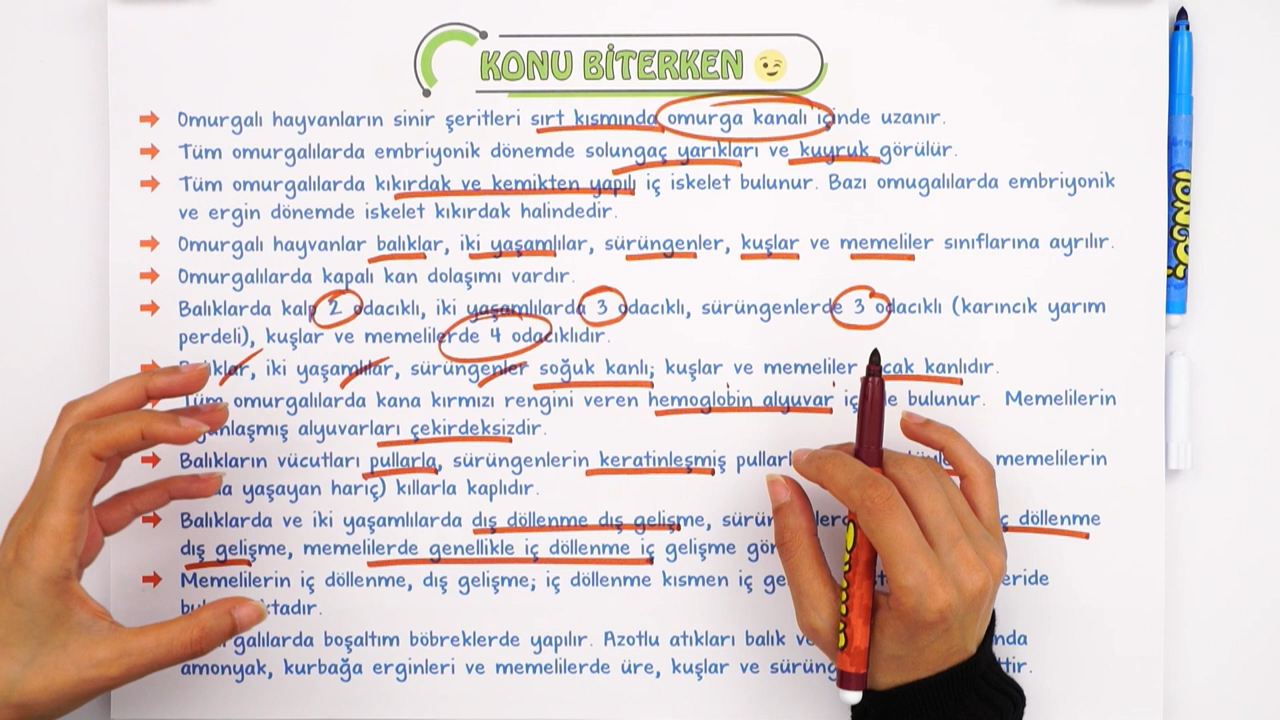 KONU BİTERKEN
Omurgalı hayvanların sinir şeritleri sırt kısmında omurga kanalı içinde uzanır.
Tüm omurgalılarda embriyonik dönemde solungaç yarıkları ve kuyruk görülür.
Tüm omurgalılarda kıkırdak ve kemikten yapılı iç iskelet bulunur. Bazı omugalılarda embriyonik
ve ergin dönemde iskelet kıkırdak halindedir.
Omurgalı hayvanlar balıklar, iki yaşamlılar, sürüngenler, kuşlar ve memeliler sınıflarına ayrılır.
Omurgalılarda kapalı kan dolaşımı vardır.
Balıklarda kalp 2 odacıklı, iki yaşamlılarda 3 odacıklı, sürüngenlerde 3 odacıklı (karıncık yarım
perdeli), kuşlar ve memelilerde 4 odacıklıdır.
Balıklar, iki yaşamlılar, sürüngenler soğuk kanlı; kuşlar ve memeliler sıcak kanlıdır.
Tüm omurgalılarda kana kırmızı rengini veren hemoglobin alyuvar bulunur. Memelilerin
alyuvarları çekirdeksizdir.
Balıkların vücutları pullarla, sürüngenlerin keratinleşmiş memelilerin
yaşayan hariç) kıllarla kaplıdır.
Balıklarda ve iki yaşamlılarda dış döllenme dış gelişme, döllenme
dış gelişme, memelilerde genellikle iç döllenme iç gelişme
Memelilerin iç döllenme, dış gelişme; iç döllenme kısmen iç
boşaltım böbreklerde yapılır. Azotlu atıkları balık
amonyak, kurbağa erginleri ve memelilerde üre, kuşlar ve